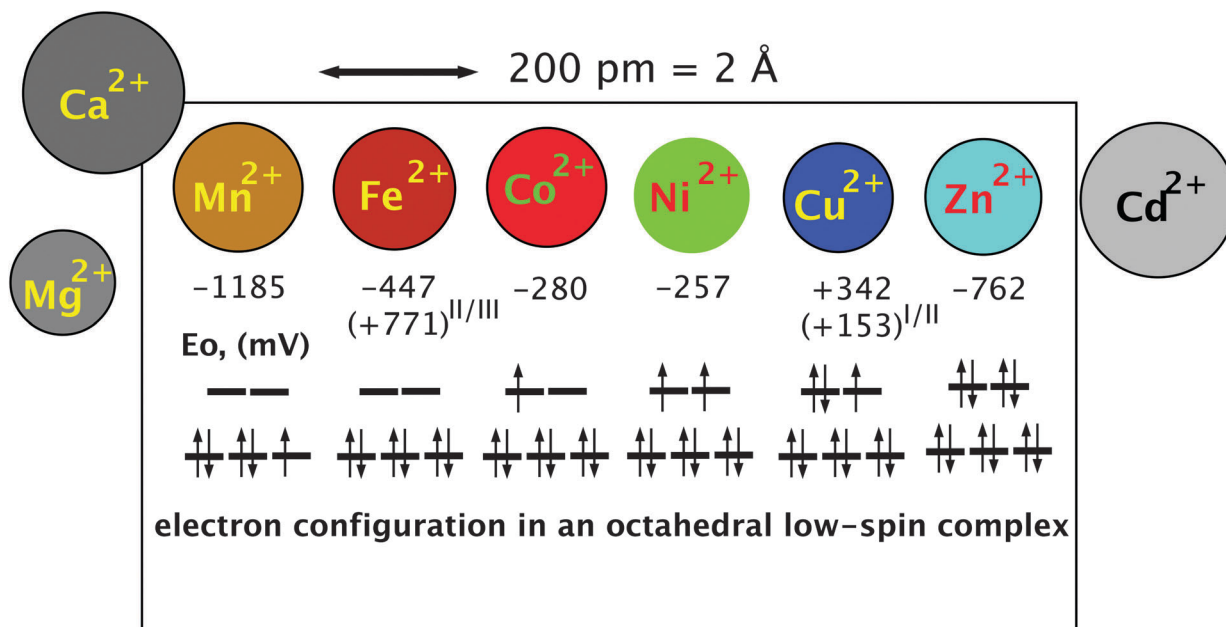 200 pm = 2 Å
Ca2+
Mn2+ Fe2+ Co2+ Ni2+ Cu2+ Zn2+ Cd2+
Mg2+
−1185 −447 −280 −257 +342 −762
(+771)II/III (+153)I/II
Eo, (mV)
electron configuration in an octahedral low−spin complex